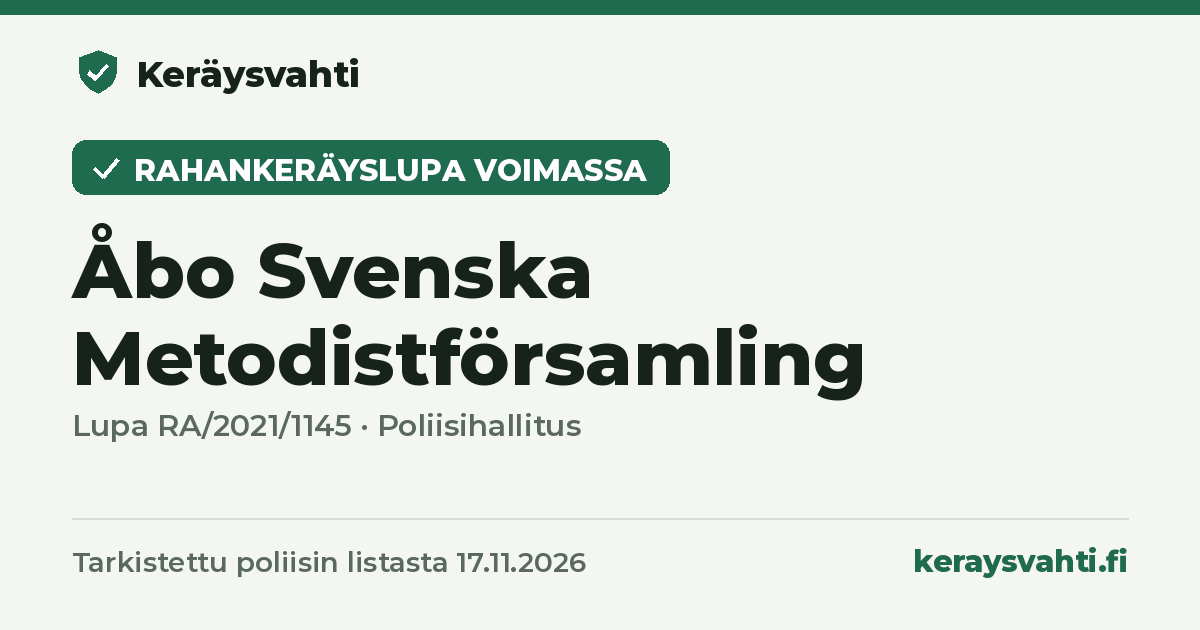 Keräysvahti
RAHANKERÄYSLUPA VOIMASSA
Åbo Svenska
Metodistförsamling
Lupa RA/2021/1145 · Poliisihallitus
Tarkistettu poliisin listasta 17.11.2026
keraysvahti.fi